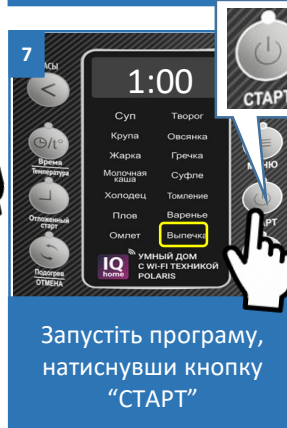 7
АСЫ
1:00
СТАРТ
Суп Творог
Крупа Овсянка
Жарка Гречка
Молочная каша Суфле
Холодец Томление
Плов Варенье
Омлет Выпечка
Время
Температура
Отложенный
старт
Подогрев
ОТМЕНА
МЕНЮ
АРТ
IQ
home
УМНЫЙ ДОМ
С WI-FI ТЕХНИКОЙ
POLARIS
Запустіть програму,
натиснувши кнопку
“СТАРТ”